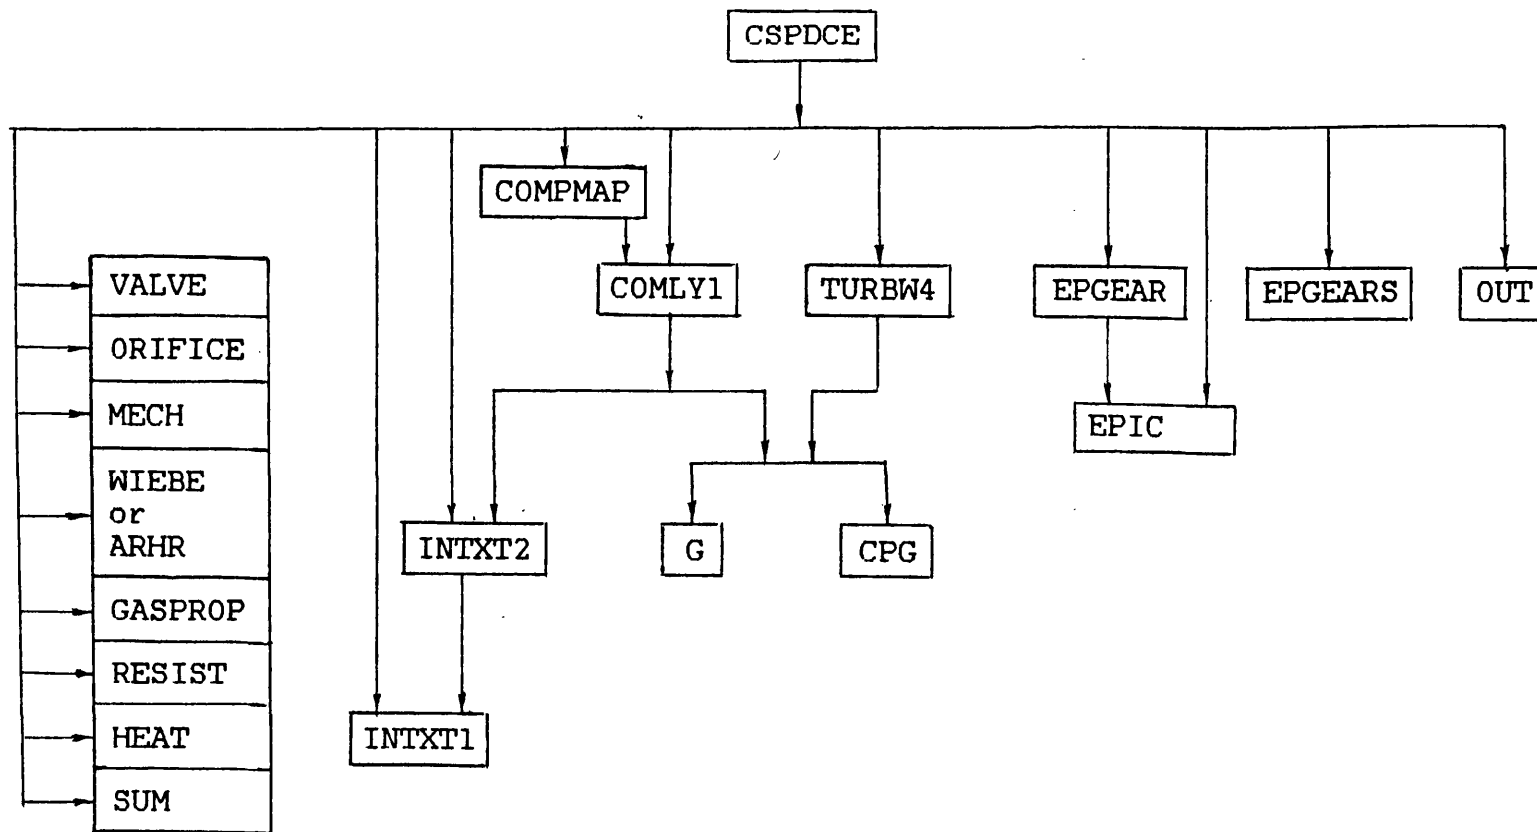 CSPDCE
COMPMAP
VALVE
COMLY1
TURBW4
EPGEAR
EPGEARS
OUT
ORIFICE
MECH
EPIC
WIEBE
or
ARHR
INTXT2
G
CPG
GASPROP
RESIST
HEAT
INTXT1
SUM